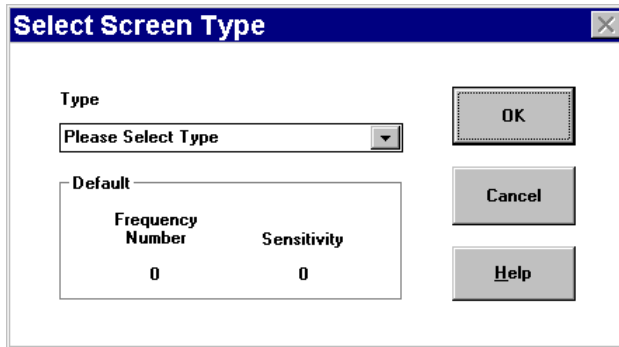 Select Screen Type
Type
Please Select Type
OK
Default
Frequency
Number
Sensitivity
0
0
Cancel
Help